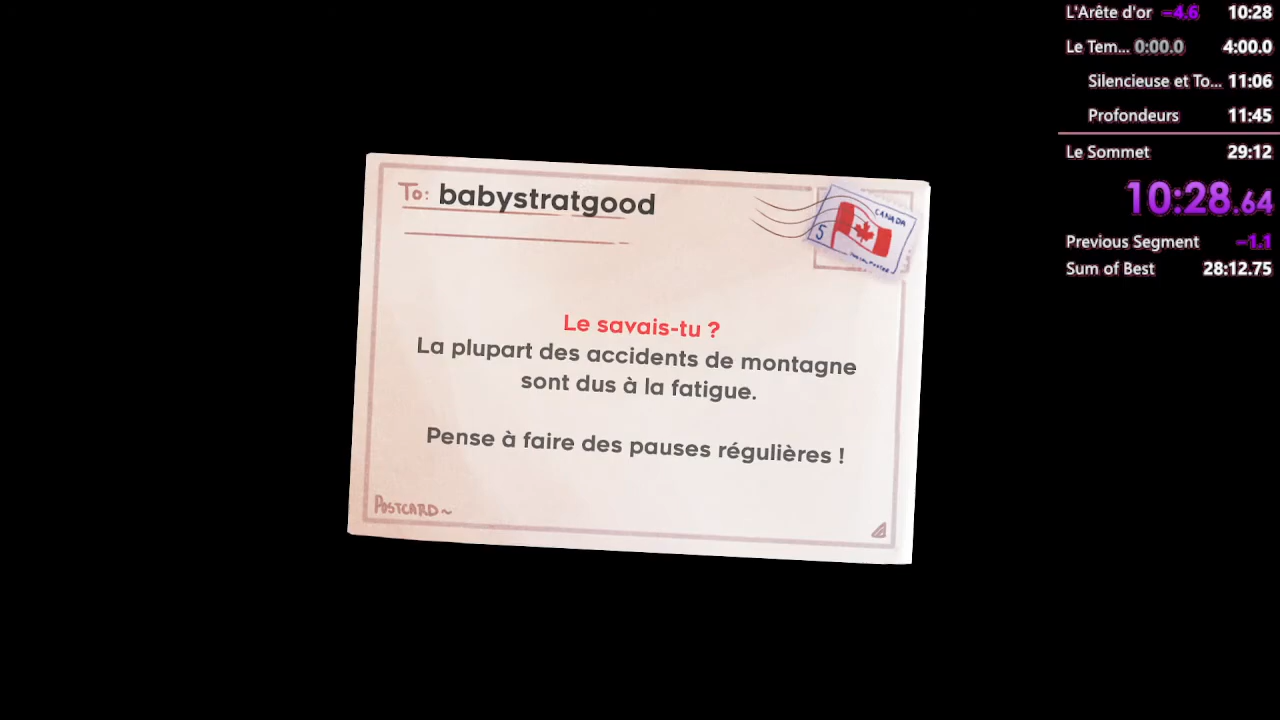 L'Arête d'or -4.6 10:28
Le Tem... 0:00.0 4:00.0
Silencieuse et To... 11:06
Profondeurs 11:45
Le Sommet 29:12
10:28.64
Previous Segment -1.1
Sum of Best 28:12.75
To: babystratgood
CANADA
5
Le savais-tu ?
La plupart des accidents de montagne
sont dus à la fatigue.
Pense à faire des pauses régulières !
POSTCARD~